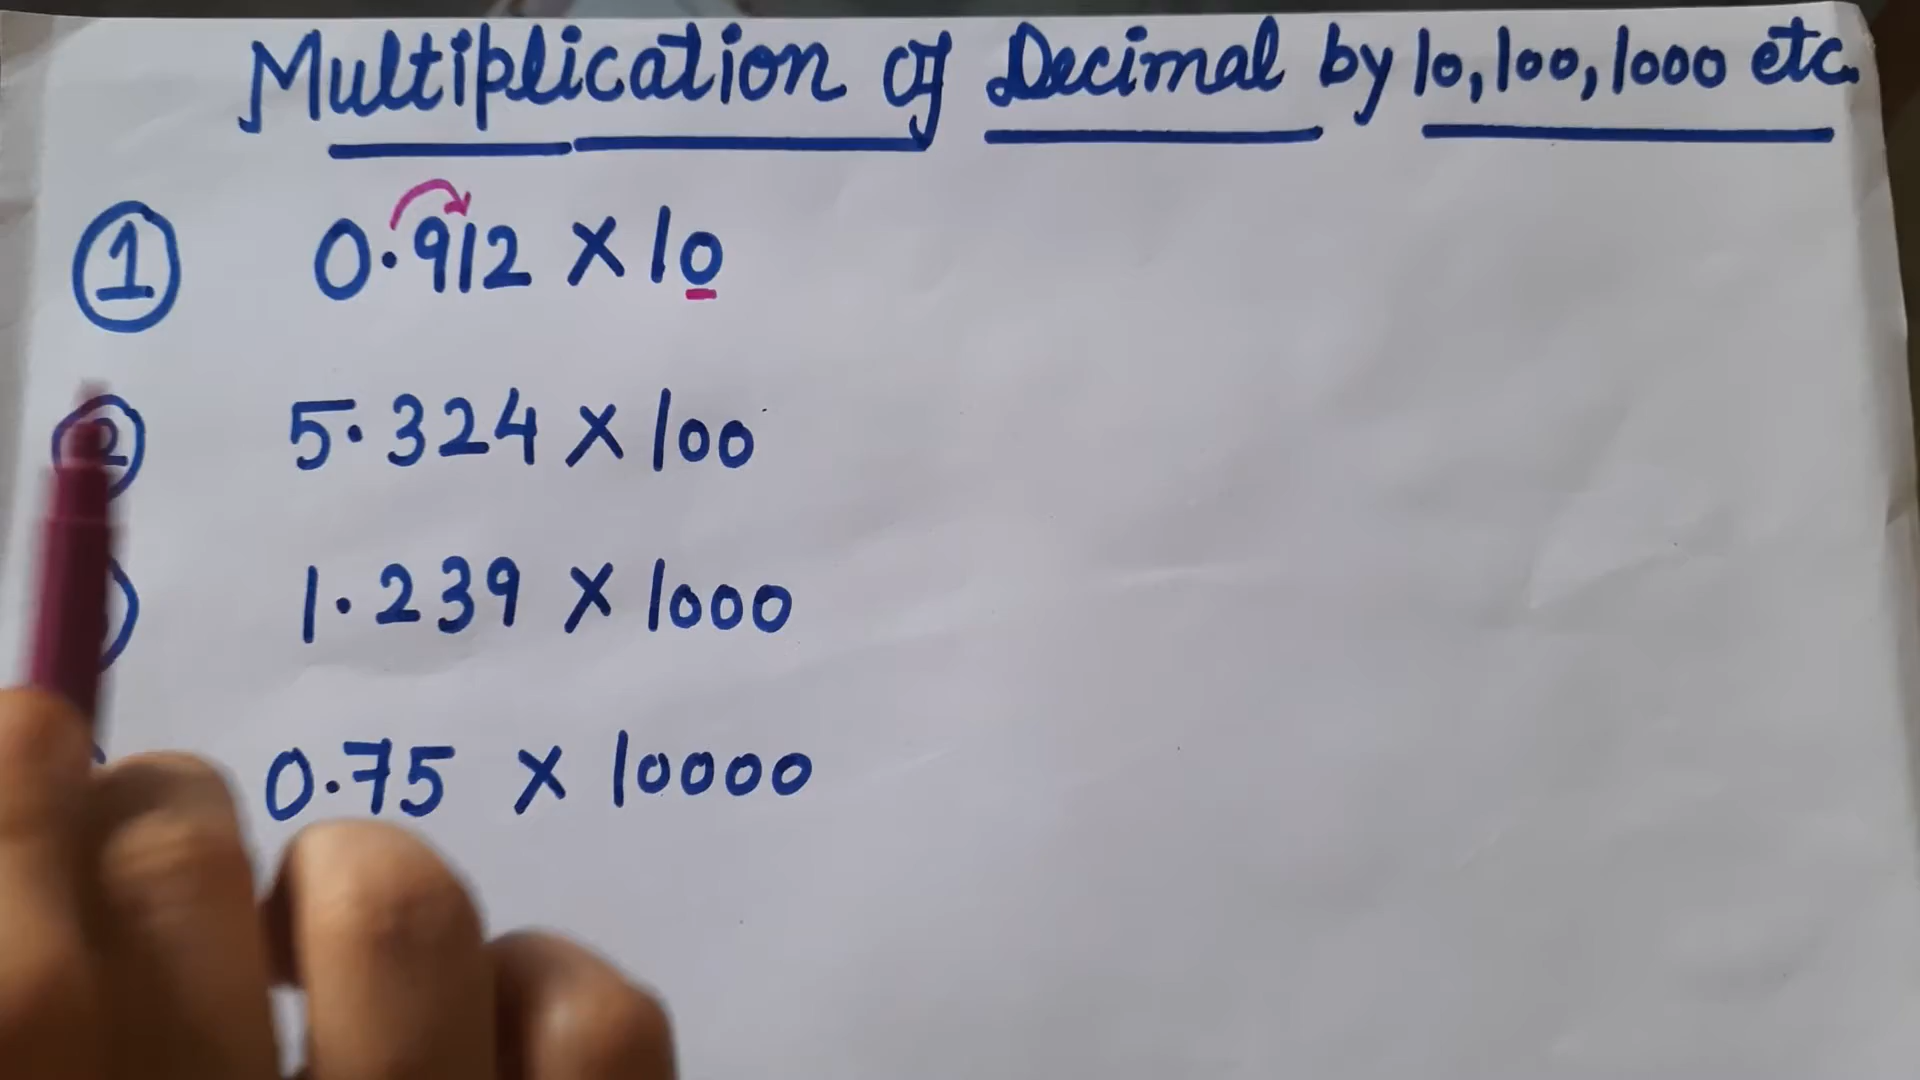 Multiplication of Decimal by 10, 100, 1000 etc.
1 0.912 X 10
2 5.324 X 100
1.239 X 1000
0.75 X 10000